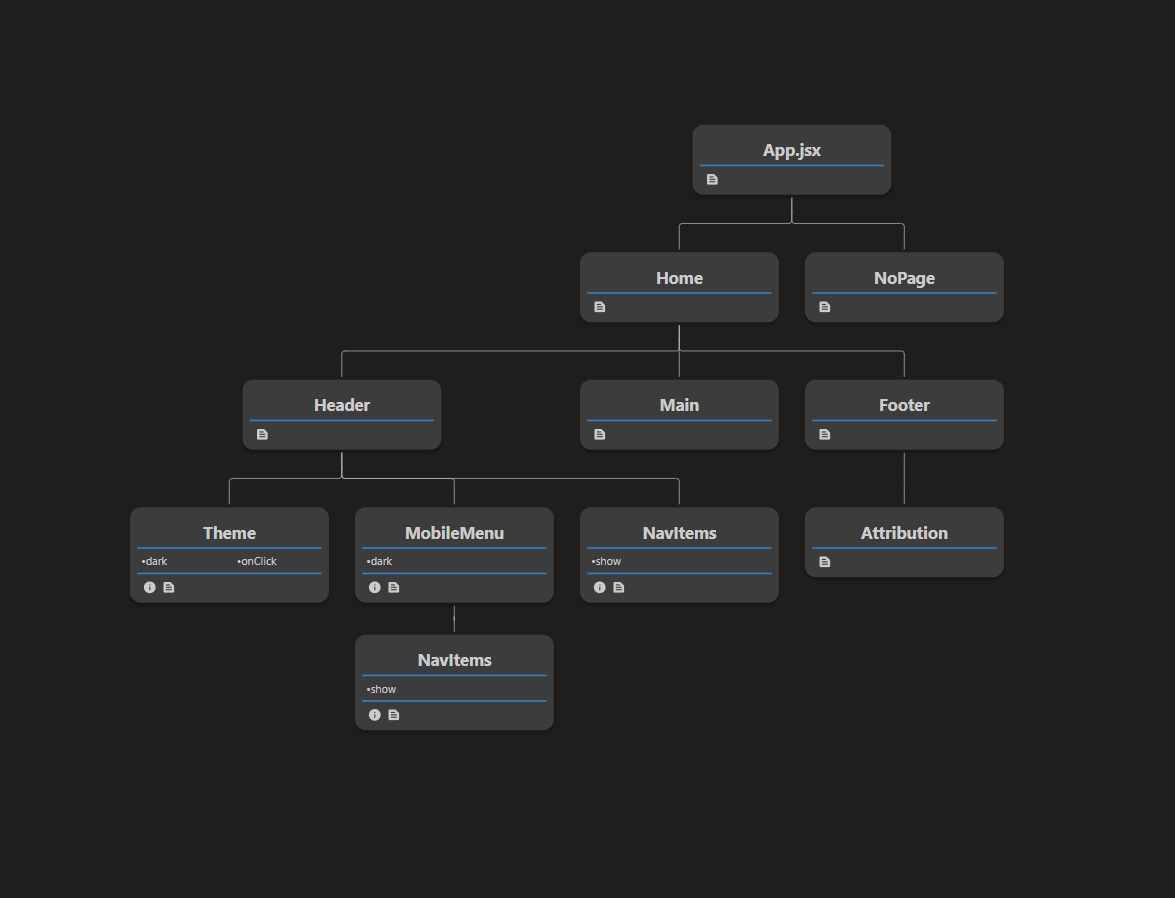 App.jsx
Home
NoPage
Header
Main
Footer
Theme
•dark •onClick
MobileMenu
•dark
NavItems
•show
Attribution
NavItems
•show